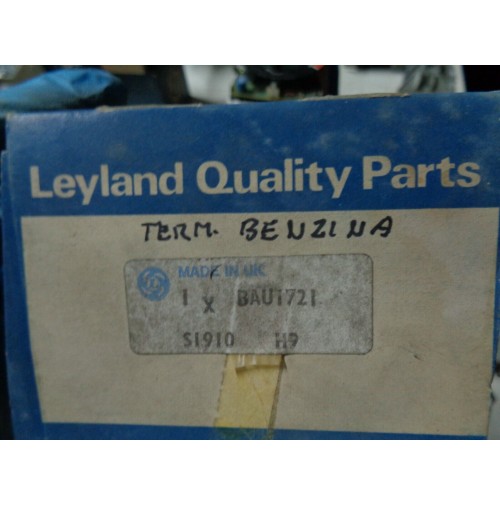 Leyland Quality Parts
TERM. BENZINA
MADE IN UK
1 X BAU1721
S1910 H9